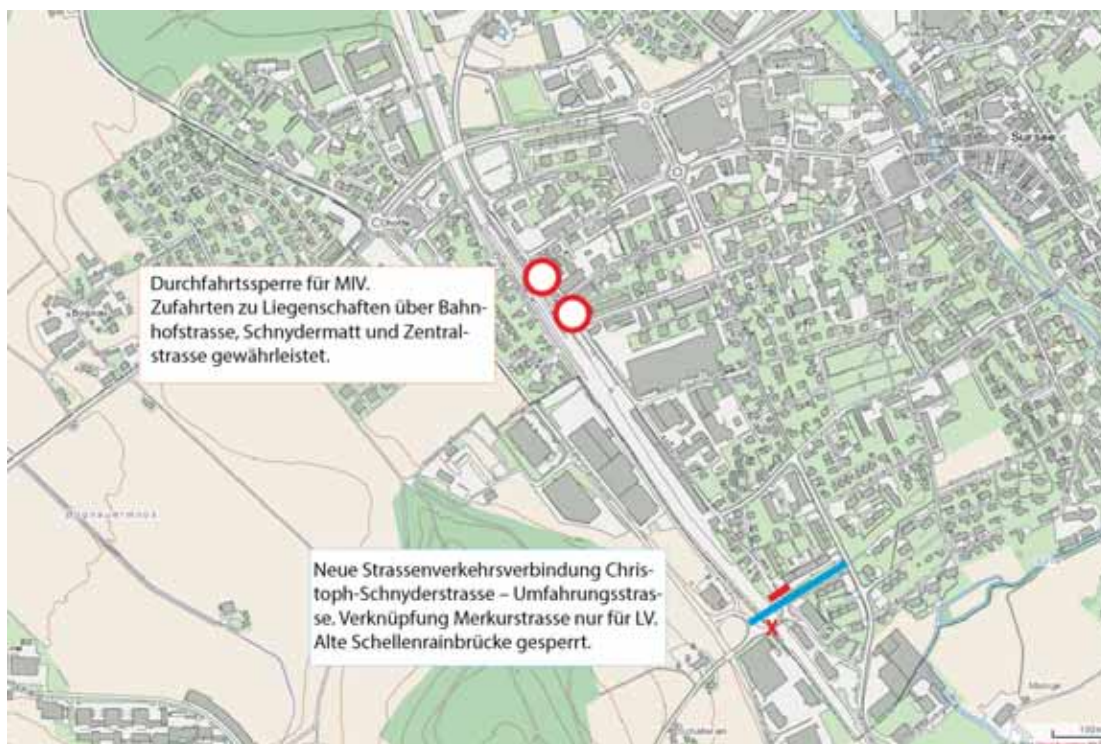 Sursee
Durchfahrtssperre für MIV.
Zufahrten zu Liegenschaften über Bahn-
hofstrasse, Schnydermatt und Zentral-
strasse gewährleistet.
Neue Strassenverkehrsverbindung Chris-
toph-Schnyderstrasse – Umfahrungsstras-
se. Verknüpfung Merkurstrasse nur für LV.
Alte Schellenrainbrücke gesperrt.
X